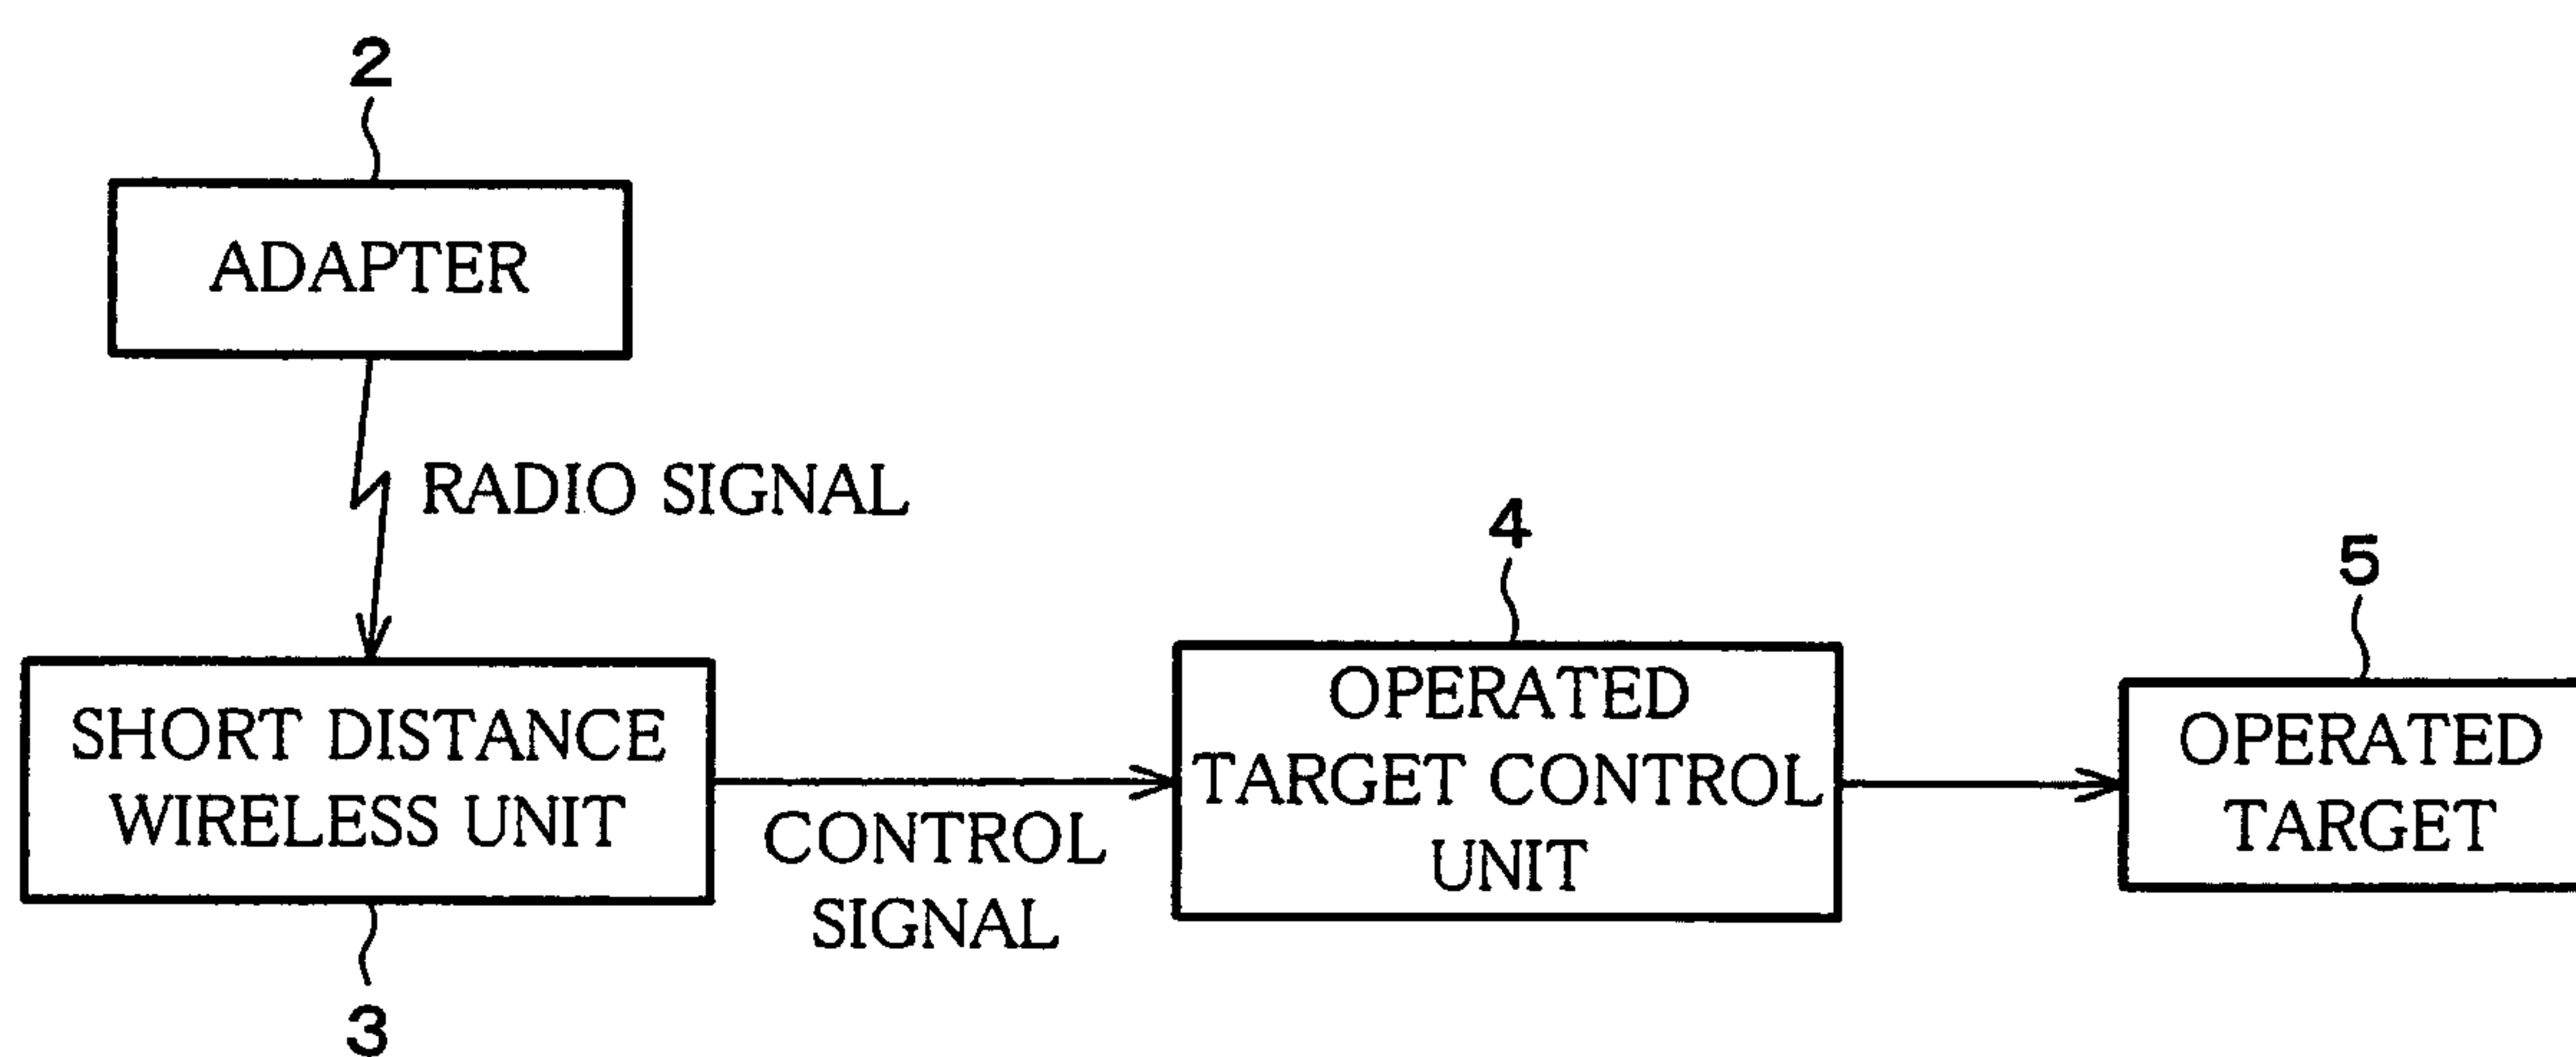 2
ADAPTER
RADIO SIGNAL
SHORT DISTANCE
WIRELESS UNIT
3
CONTROL
SIGNAL
4
OPERATED
TARGET CONTROL
UNIT
5
OPERATED
TARGET